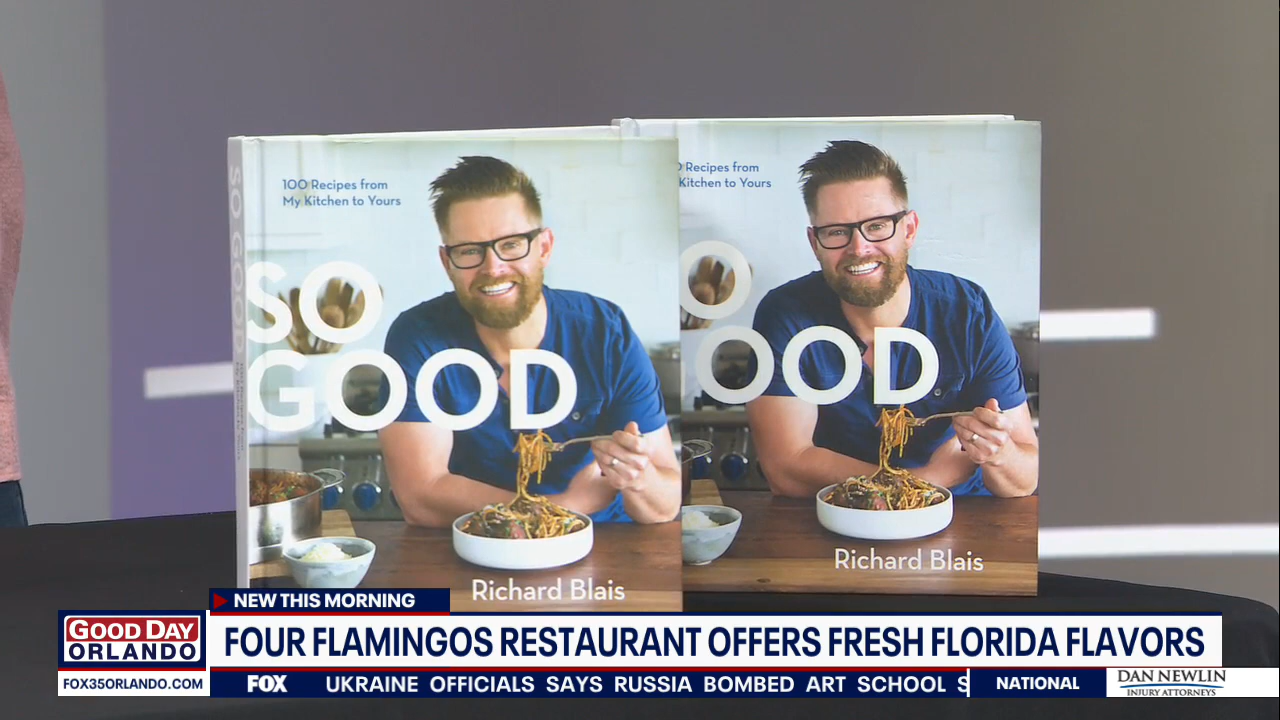 100 Recipes from
My Kitchen to Yours
SO
GOOD
Richard Blais
SO GOOD
Recipes from
Kitchen to Yours
O
OOD
Richard Blais
NEW THIS MORNING
GOOD DAY
ORLANDO
FOUR FLAMINGOS RESTAURANT OFFERS FRESH FLORIDA FLAVORS
FOX35ORLANDO.COM
FOX
UKRAINE OFFICIALS SAYS RUSSIA BOMBED ART SCHOOL S
NATIONAL
DAN NEWLIN
INJURY ATTORNEYS